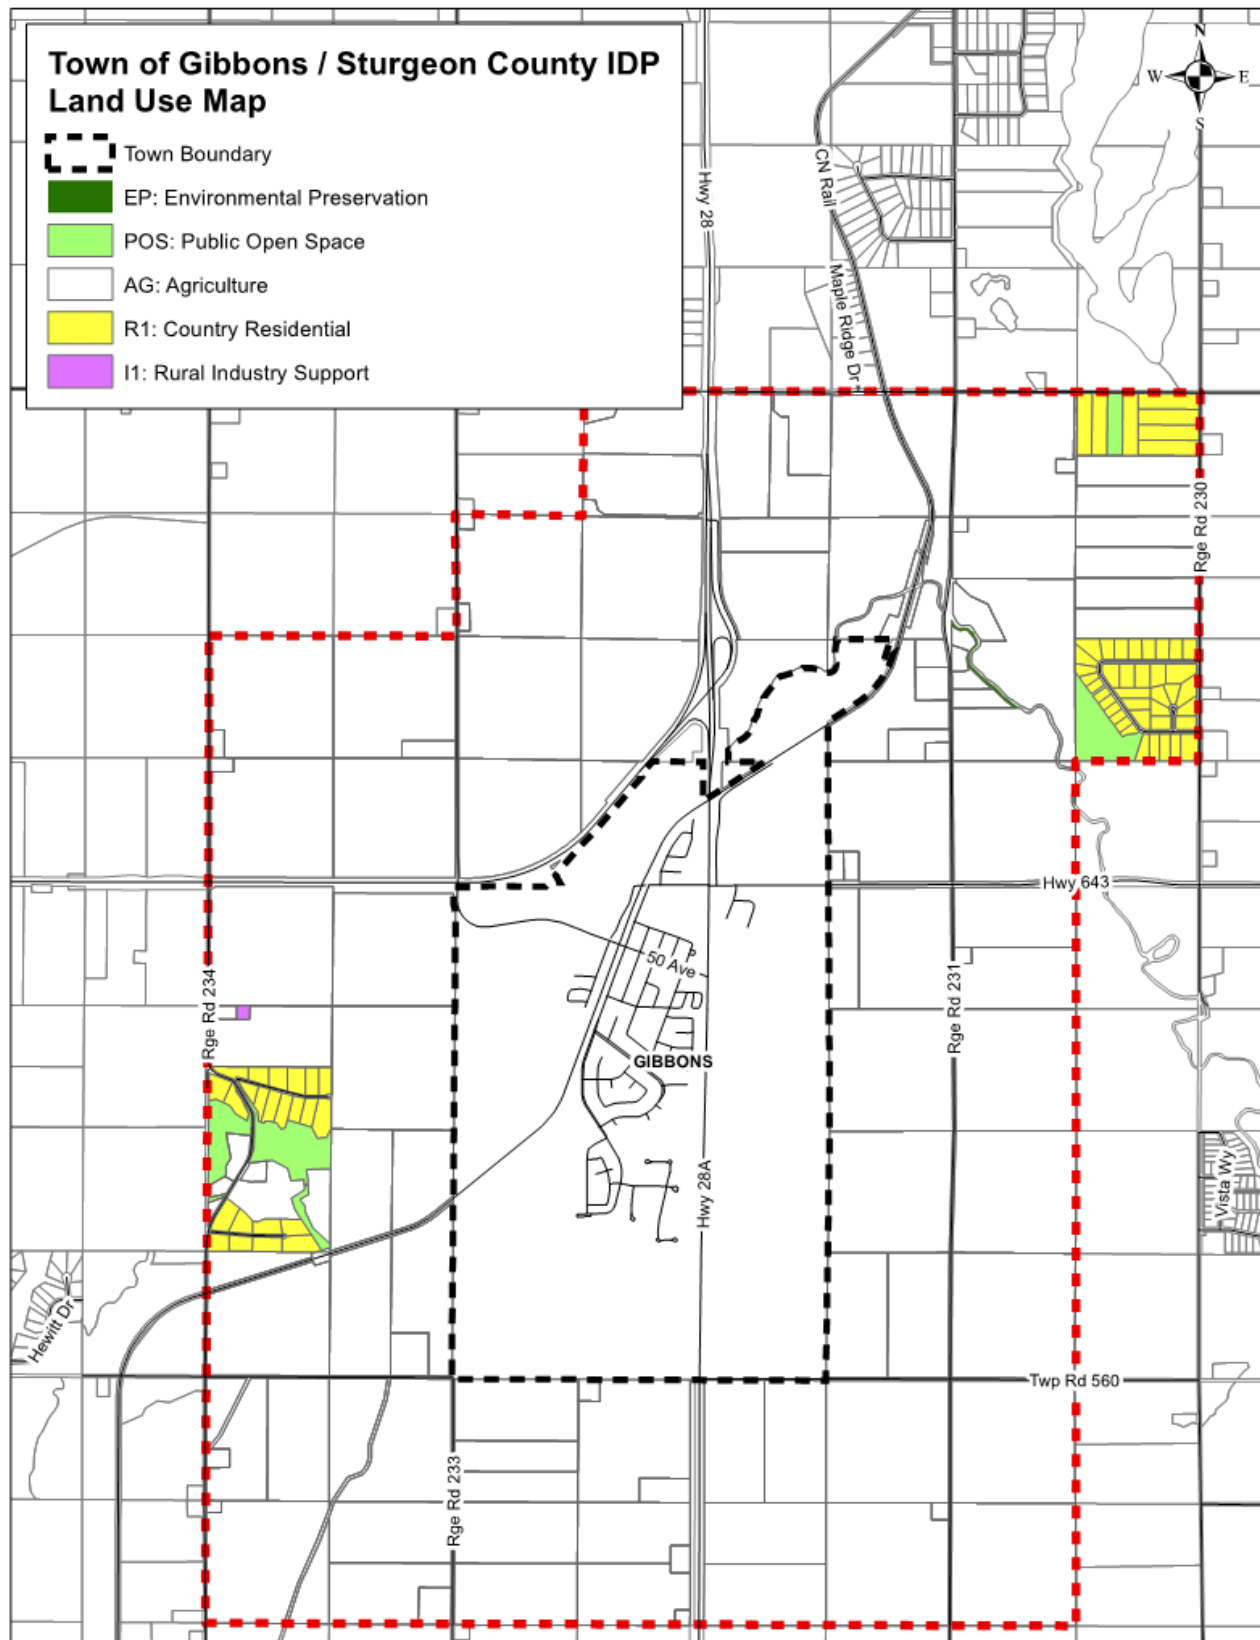 Town of Gibbons / Sturgeon County IDP
Land Use Map
Town Boundary
EP: Environmental Preservation
POS: Public Open Space
AG: Agriculture
R1: Country Residential
I1: Rural Industry Support
N
W
E
S
Hwy 28
CN Rail
Maple Ridge Dr
Rge Rd 230
Hwy 643
50 Ave
Rge Rd 234
Rge Rd 231
GIBBONS
Hwy 28A
Vista Wy
Hewitt Dr
Twp Rd 560
Rge Rd 233